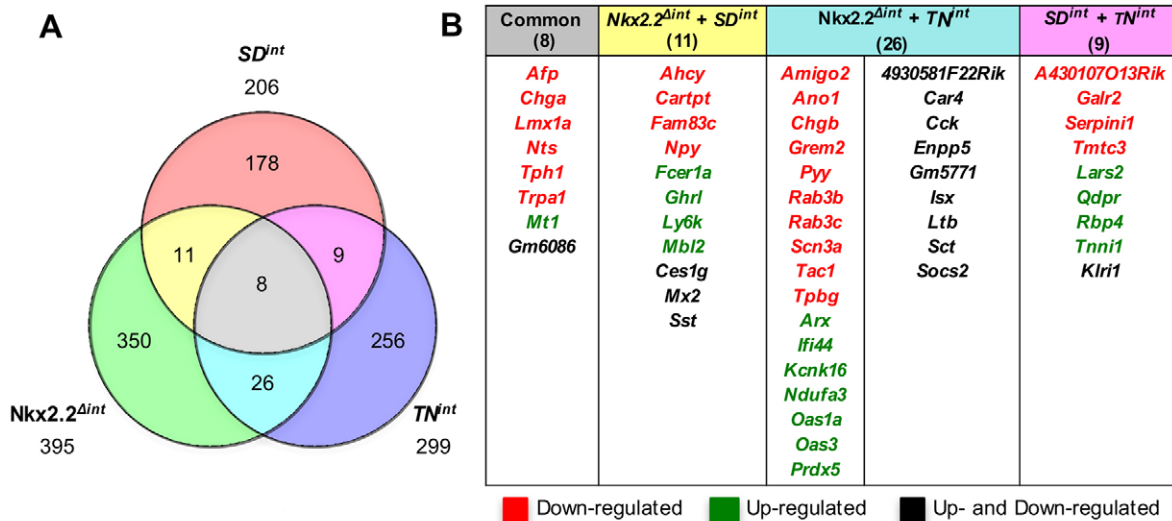 A
SD^int
206
178
11
9
8
350
256
26
Nkx2.2^Δint
395
TN^int
299
B
Common
(8)
Nkx2.2^Δint + SD^int
(11)
Nkx2.2^Δint + TN^int
(26)
SD^int + TN^int
(9)
Afp
Chga
Lmx1a
Nts
Tph1
Trpa1
Mt1
Gm6086
Ahcy
Cartpt
Fam83c
Npy
Fcer1a
Ghrl
Ly6k
Mbl2
Ces1g
Mx2
Sst
Amigo2
Ano1
Chgb
Grem2
Pyy
Rab3b
Rab3c
Scn3a
Tac1
Tpbg
Arx
Ifi44
Kcnk16
Ndufa3
Oas1a
Oas3
Prdx5
4930581F22Rik
Car4
Cck
Enpp5
Gm5771
Isx
Ltb
Sct
Socs2
A430107O13Rik
Galr2
Serpini1
Tmtc3
Lars2
Qdpr
Rbp4
Tnni1
Klri1
Down-regulated
Up-regulated
Up- and Down-regulated